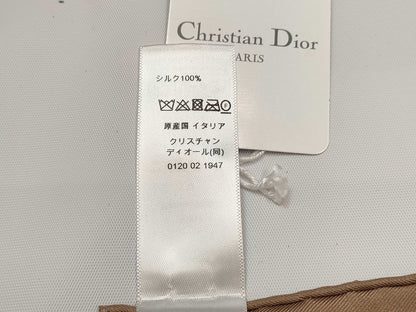 Christian Dior
PARIS
シルク100%
原産国 イタリア
クリスチャン
ディオール(同)
0120 02 1947